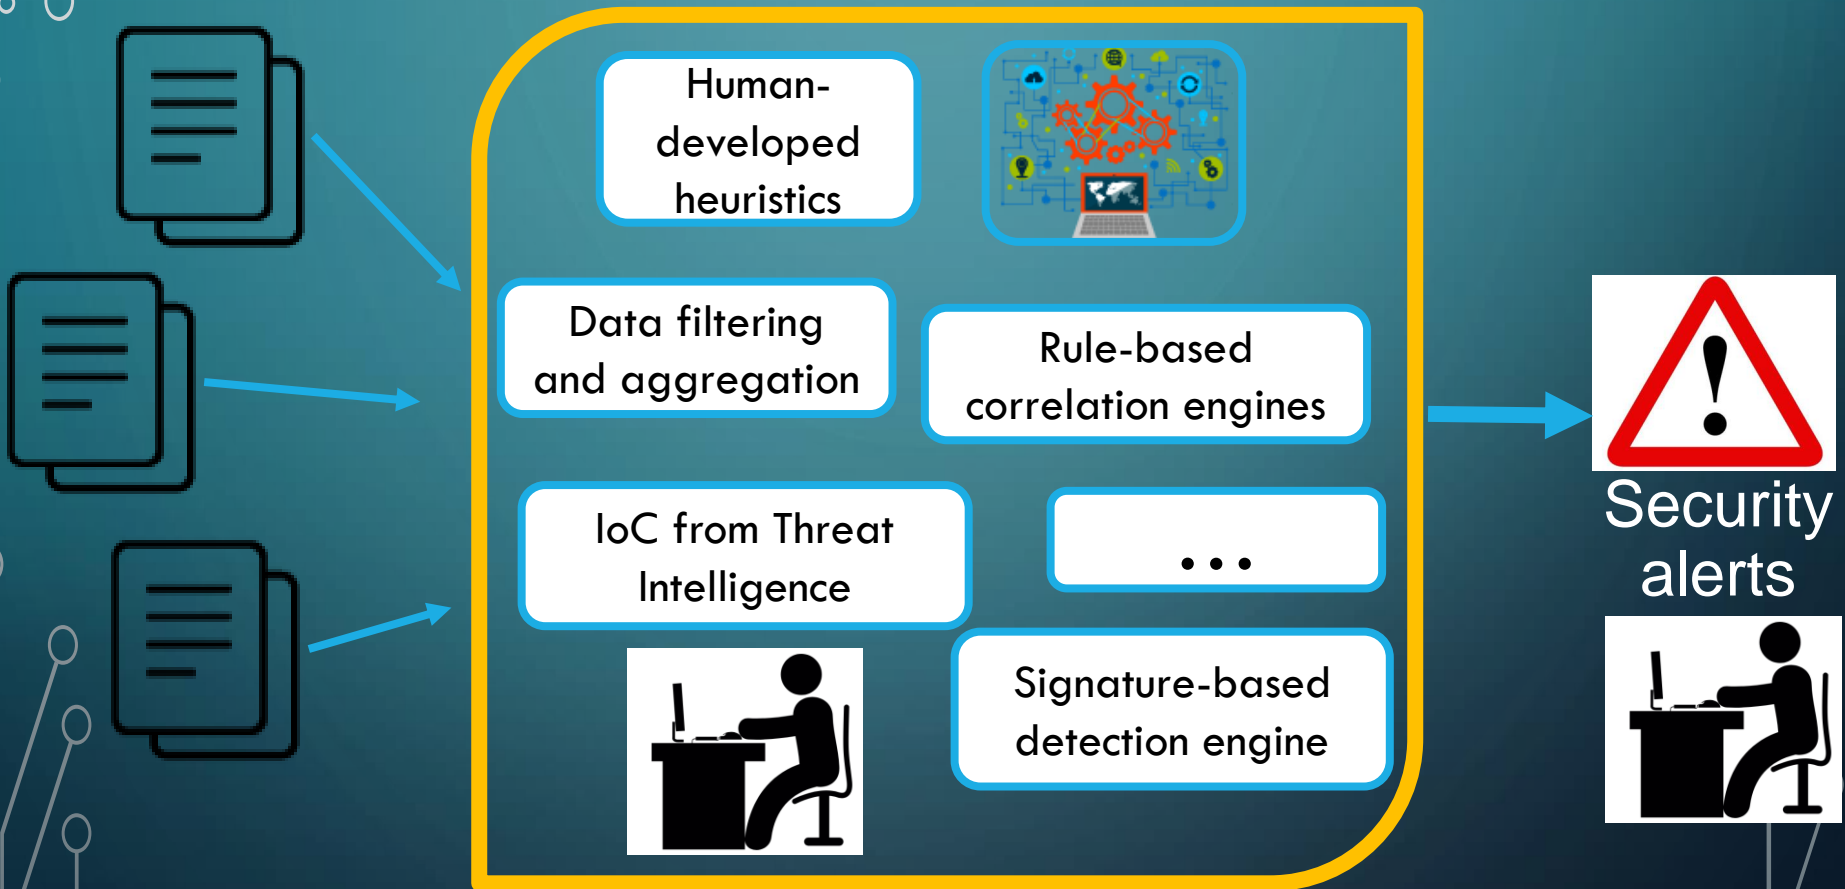 Human-
developed
heuristics
Data filtering
and aggregation
Rule-based
correlation engines
IoC from Threat
Intelligence
...
Signature-based
detection engine
Security
alerts